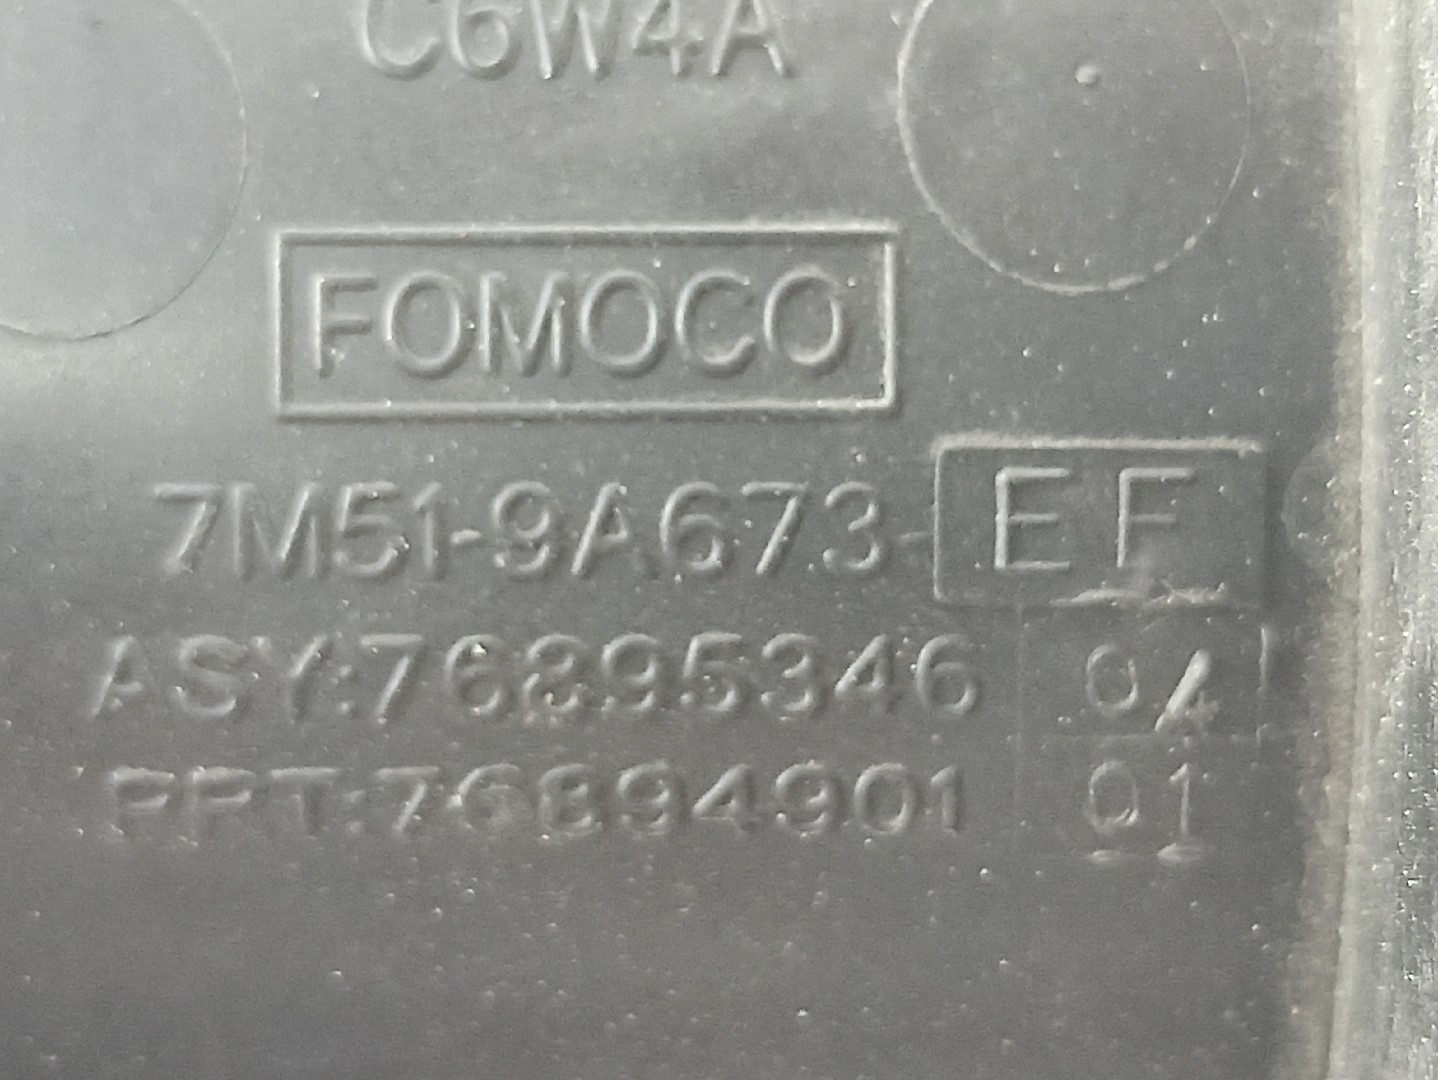 C6W4A
FOMOCO
7M51-9A673- EF
ASY:76895346 04
PRT:76894901 01